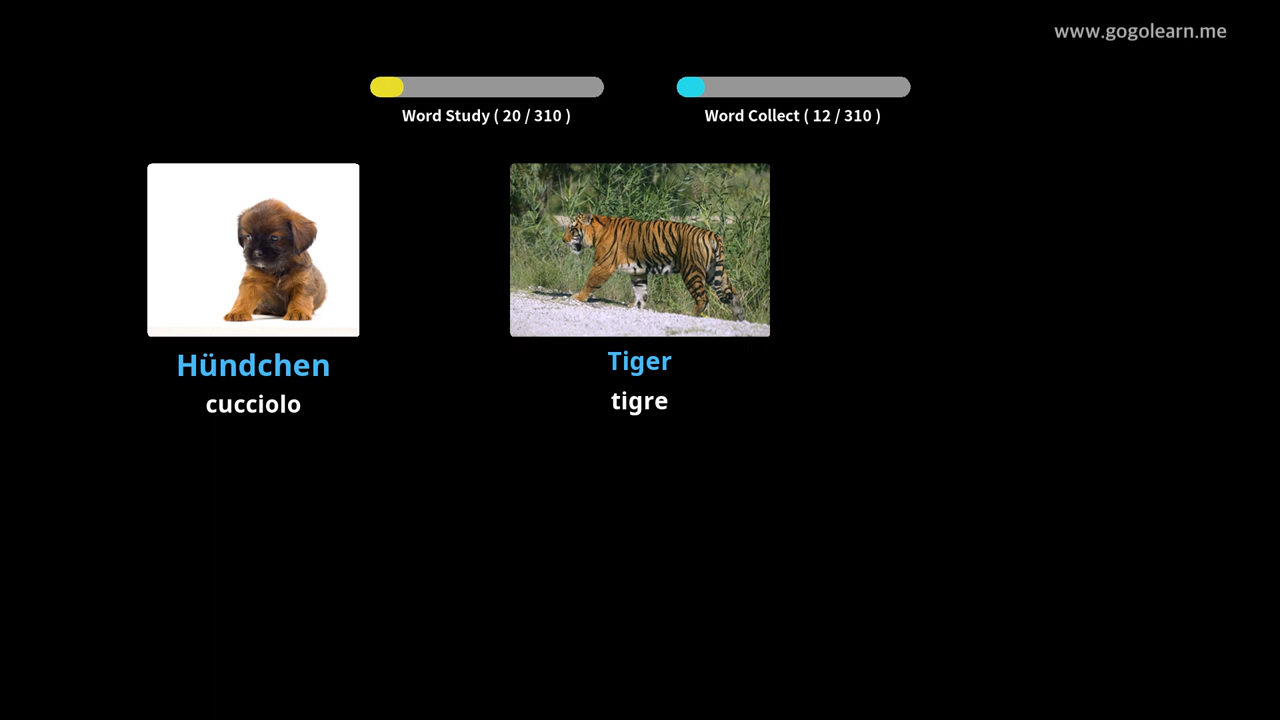 www.gogolearn.me
Word Study ( 20 / 310 )
Word Collect ( 12 / 310 )
Hündchen
cucciolo
Tiger
tigre